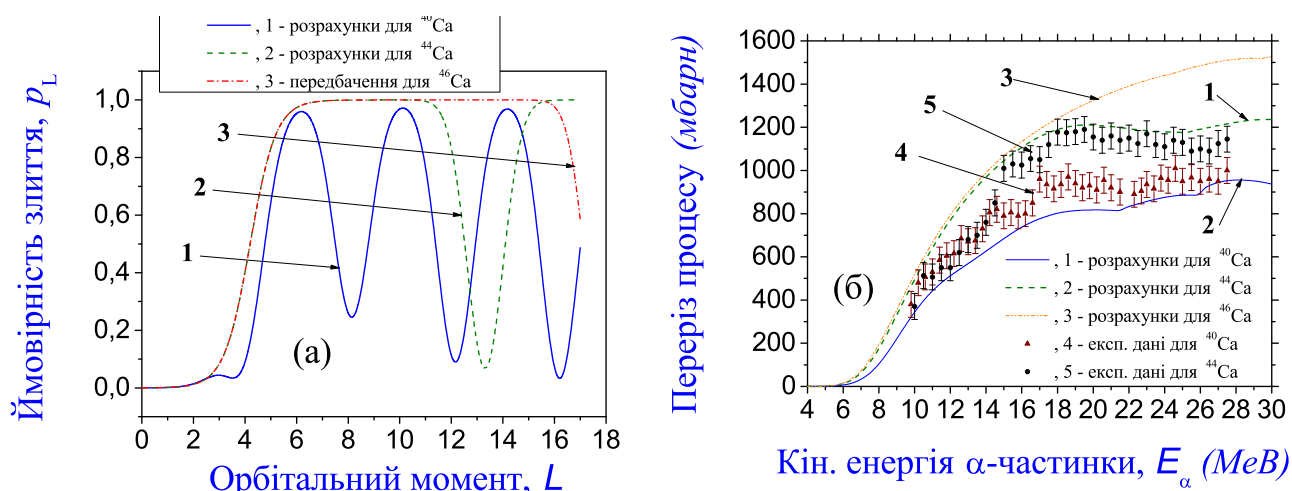 , 1 - розрахунки для ⁴⁰Ca
, 2 - розрахунки для ⁴⁴Ca
, 3 - передбачення для ⁴⁶Ca
Ймовірність злиття, p_L
1,0
0,8
0,6
0,4
0,2
0,0
3
2
1
(а)
0 2 4 6 8 10 12 14 16 18
Орбітальний момент, L
Переріз процесу (мбарн)
1600
1400
1200
1000
800
600
400
200
0
3
5
1
4
2
(б)
, 1 - розрахунки для ⁴⁰Ca
, 2 - розрахунки для ⁴⁴Ca
, 3 - розрахунки для ⁴⁶Ca
, 4 - експ. дані для ⁴⁰Ca
, 5 - експ. дані для ⁴⁴Ca
4 6 8 10 12 14 16 18 20 22 24 26 28 30
Кін. енергія α-частинки, E_α (МеВ)